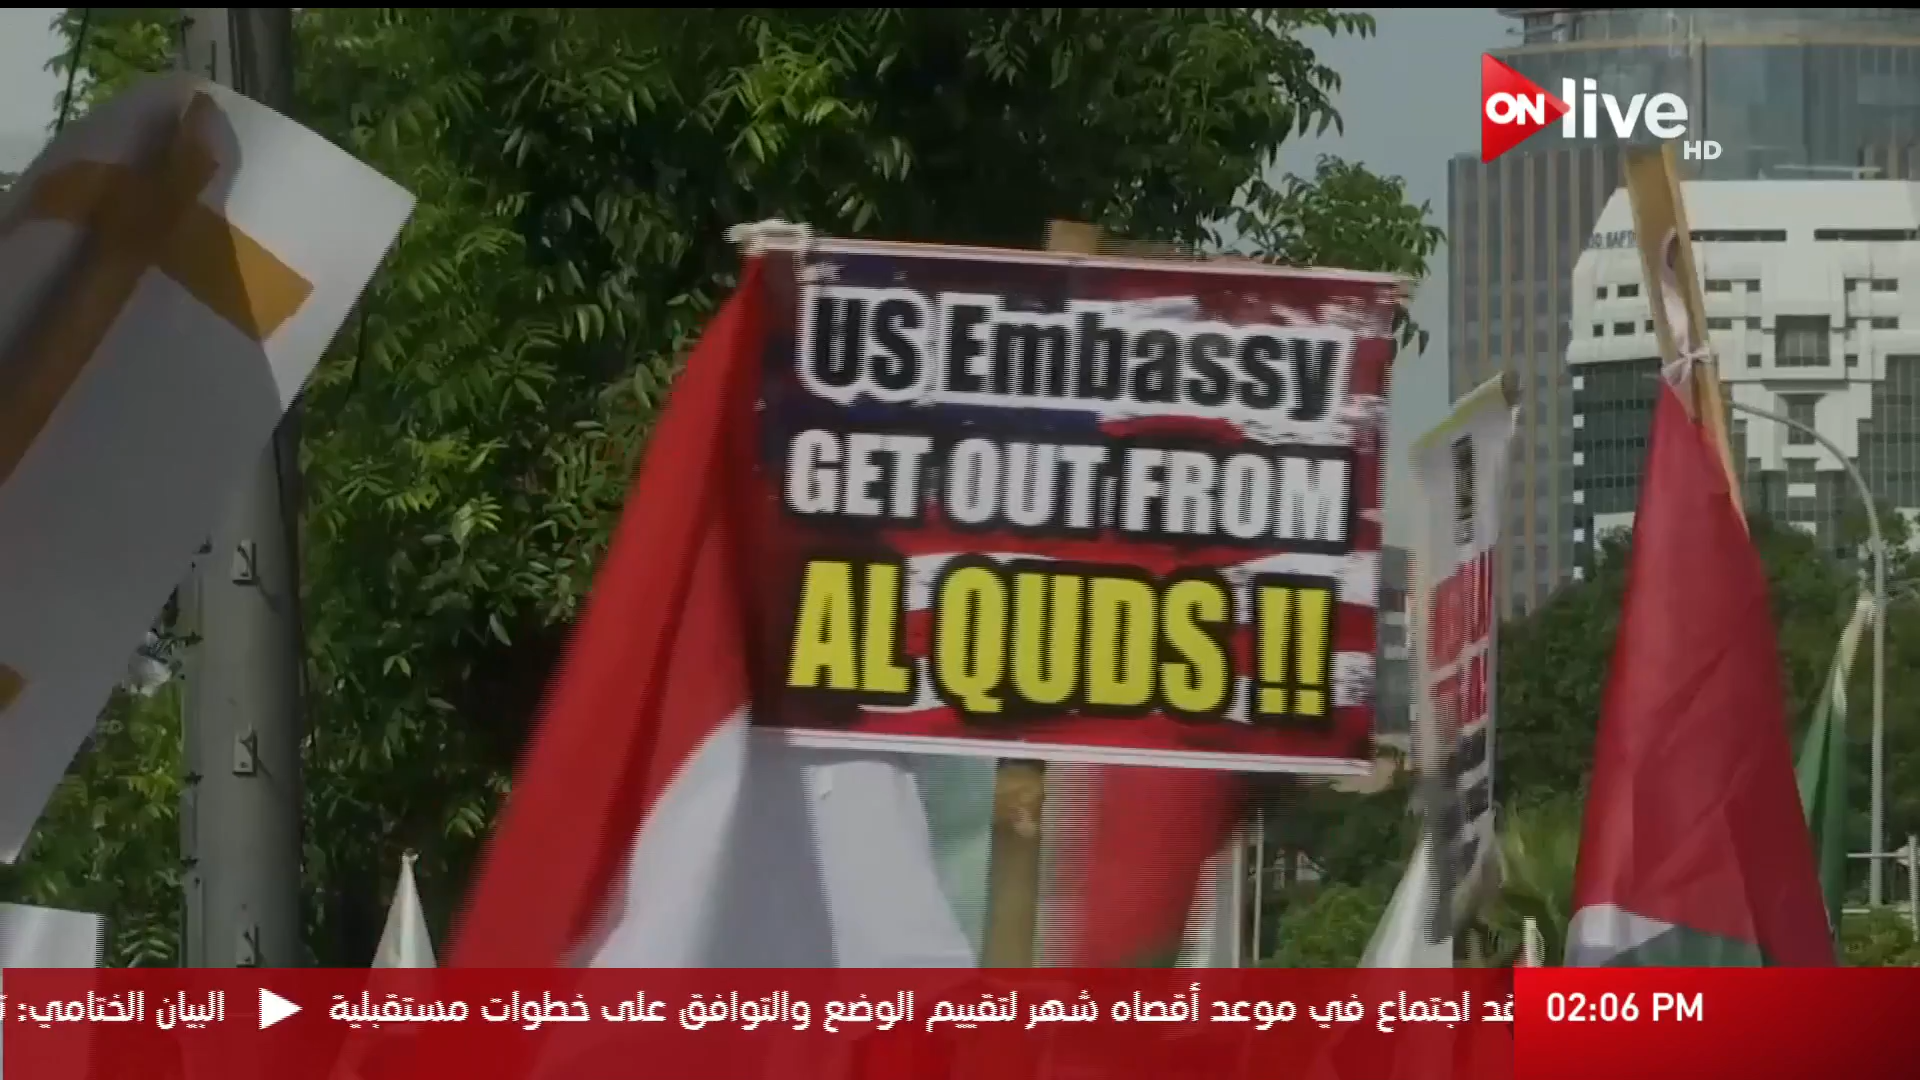 ON live
HD
US Embassy
GET OUT FROM
AL QUDS !!
اجتماع في موعد أقصاه شهر لتقييم الوضع والتوافق على خطوات مستقبلية
البيان الختامي:
02:06 PM